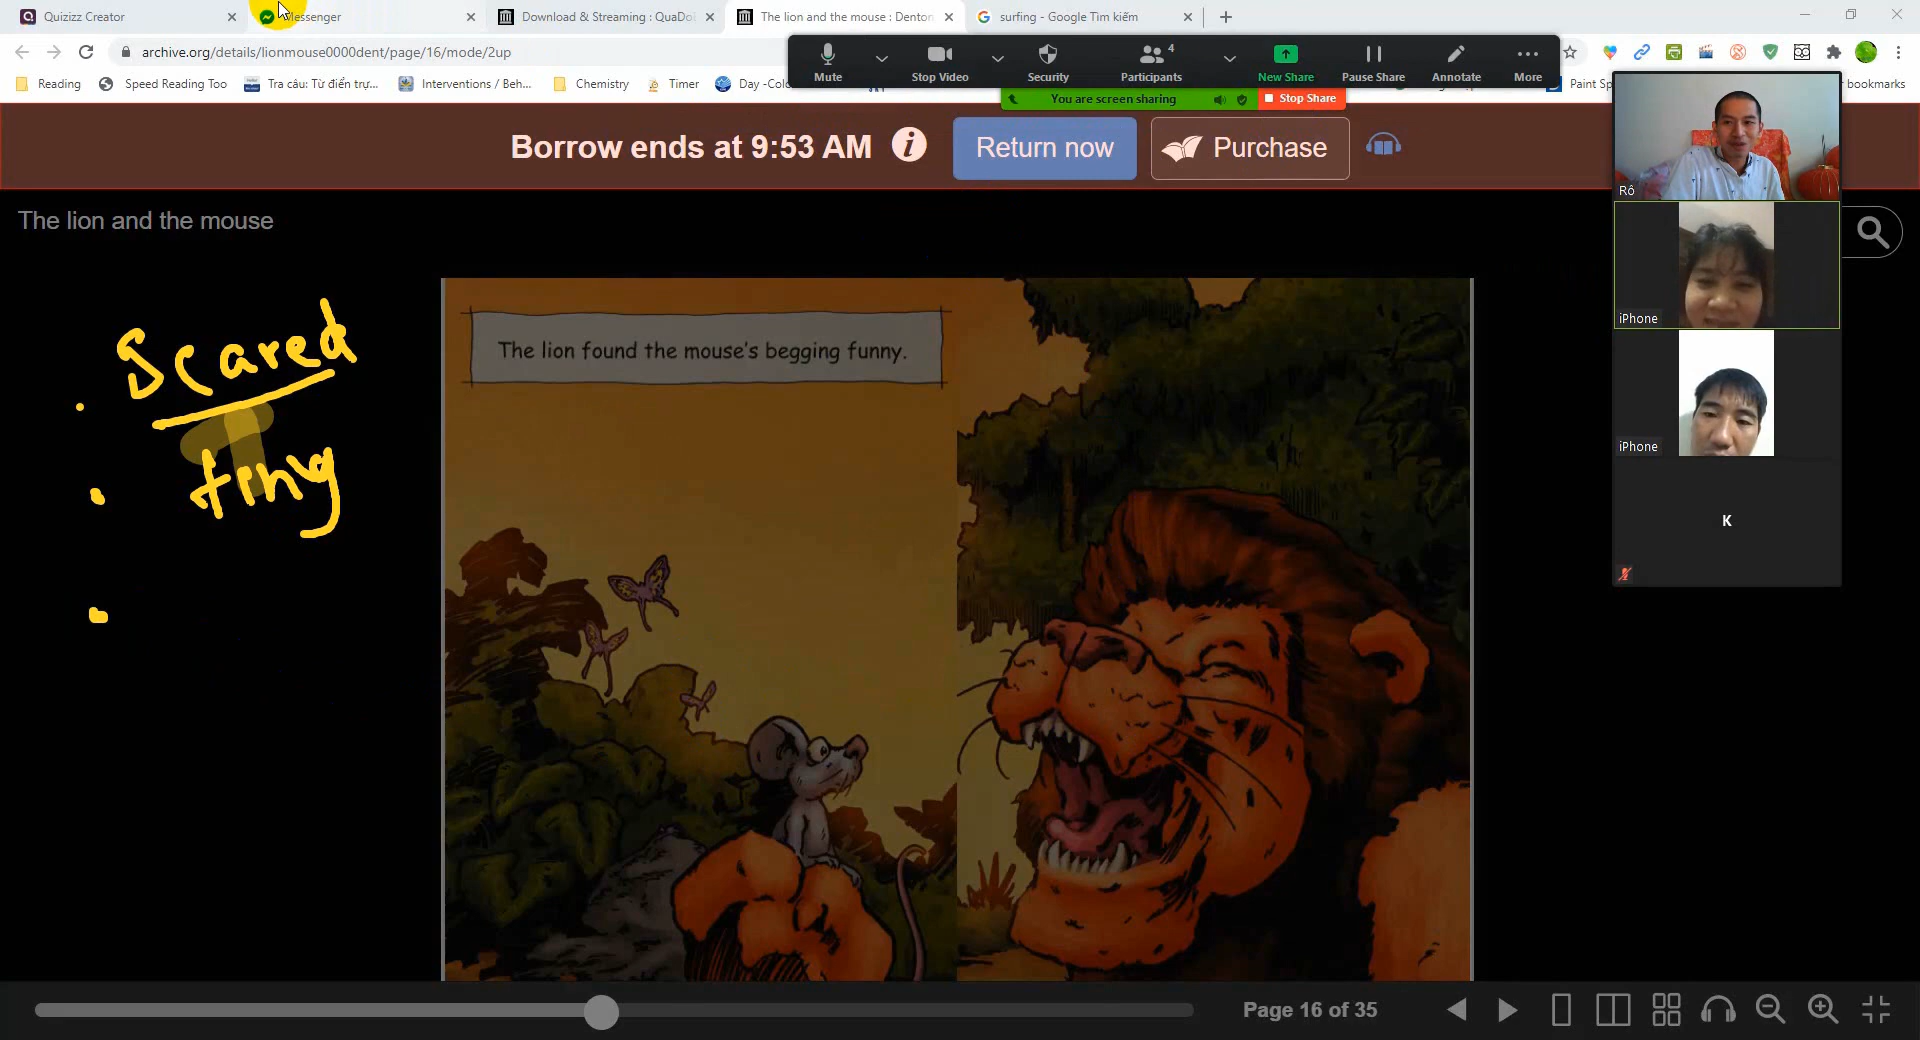 Quizizz Creator
Messenger
Download & Streaming : QuaDo
The lion and the mouse : Denton
surfing - Google Tìm kiếm
archive.org/details/lionmouse0000dent/page/16/mode/2up
Mute
Stop Video
Security
Participants
4
New Share
Pause Share
Annotate
More
Reading
Speed Reading Too
Tra câu: Từ điển trự...
Interventions / Beh...
Chemistry
Timer
Day -Colo
Paint Sp
r bookmarks
You are screen sharing
Stop Share
Borrow ends at 9:53 AM
Return now
Purchase
Rô
The lion and the mouse
iPhone
iPhone
K
Scared
The lion found the mouse's begging funny.
Page 16 of 35